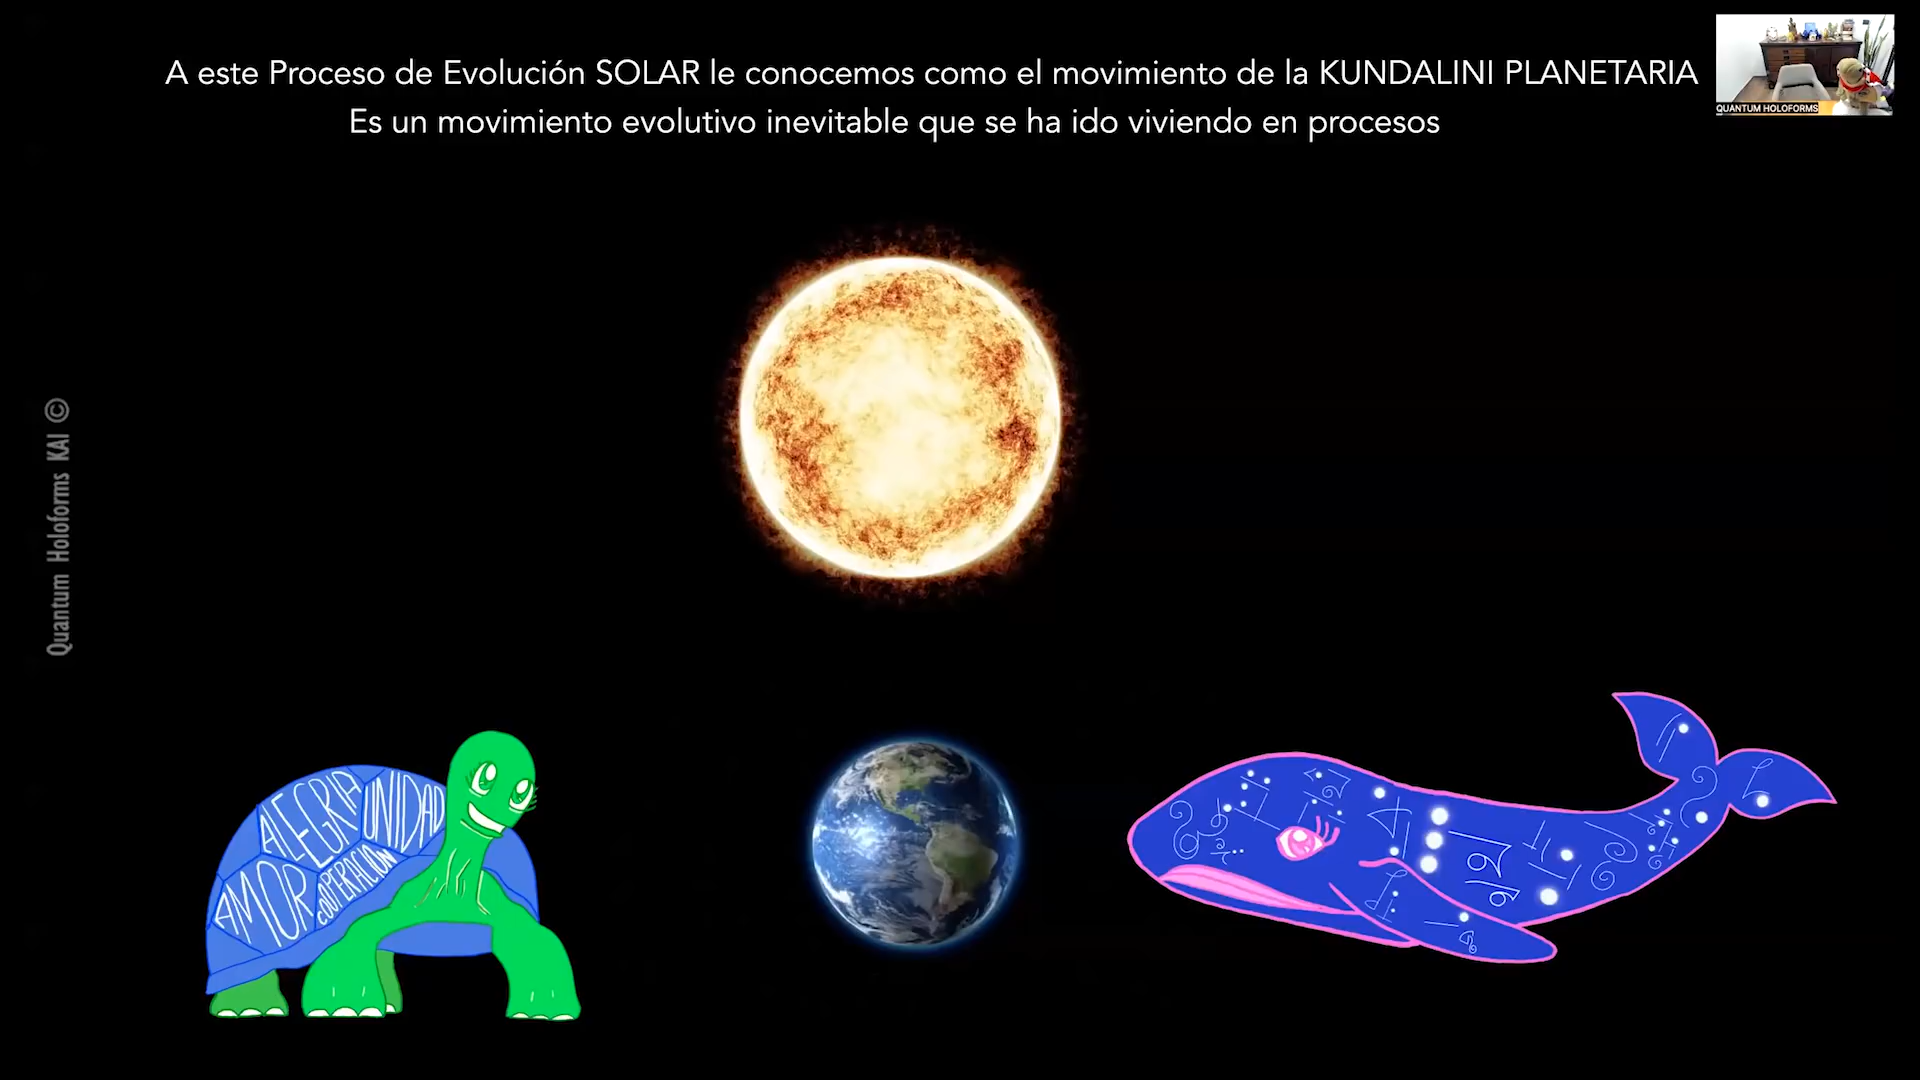 A este Proceso de Evolución SOLAR le conocemos como el movimiento de la KUNDALINI PLANETARIA
Es un movimiento evolutivo inevitable que se ha ido viviendo en procesos
QUANTUM HOLOFORMS
Quantum Holoforms KAI ©
ALEGRIA
UNIDAD
AMOR
COOPERACION